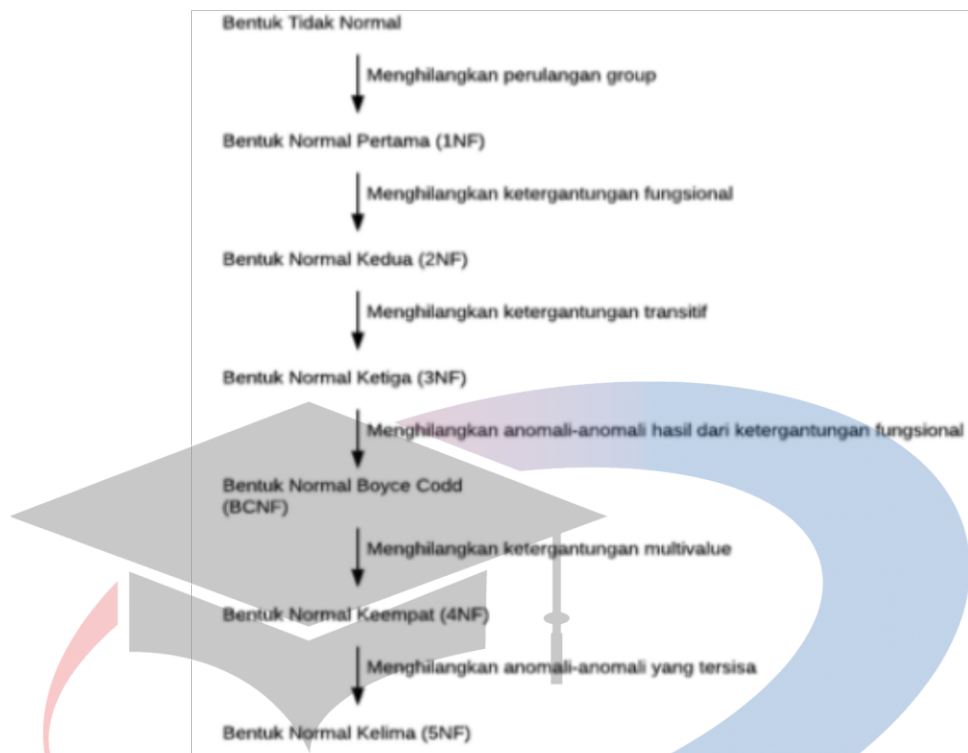 Bentuk Tidak Normal
Menghilangkan perulangan group
Bentuk Normal Pertama (1NF)
Menghilangkan ketergantungan fungsional
Bentuk Normal Kedua (2NF)
Menghilangkan ketergantungan transitif
Bentuk Normal Ketiga (3NF)
Menghilangkan anomali-anomali hasil dari ketergantungan fungsional
Bentuk Normal Boyce Codd
(BCNF)
Menghilangkan ketergantungan multivalue
Bentuk Normal Keempat (4NF)
Menghilangkan anomali-anomali yang tersisa
Bentuk Normal Kelima (5NF)